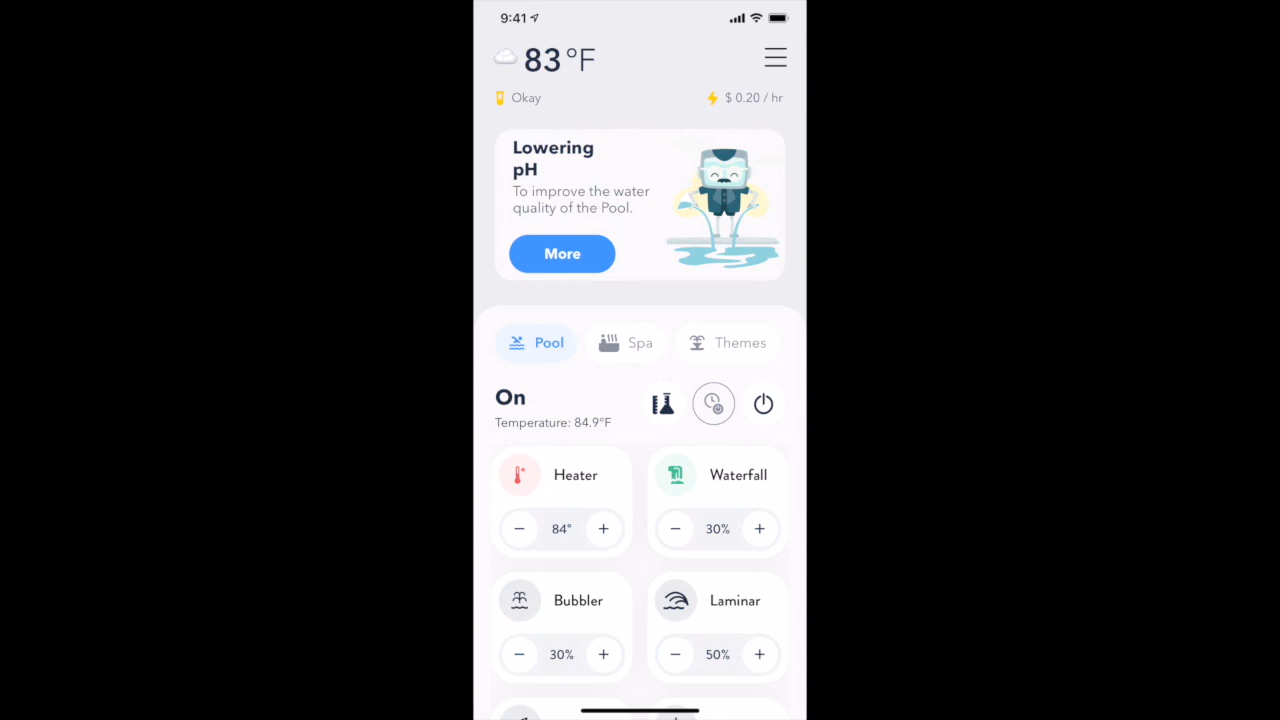 9:41
83 °F
Okay
$ 0.20 / hr
Lowering
pH
To improve the water
quality of the Pool.
More
Pool
Spa
Themes
On
Temperature: 84.9°F
Heater
Waterfall
− 84° +
− 30% +
Bubbler
Laminar
− 30% +
− 50% +